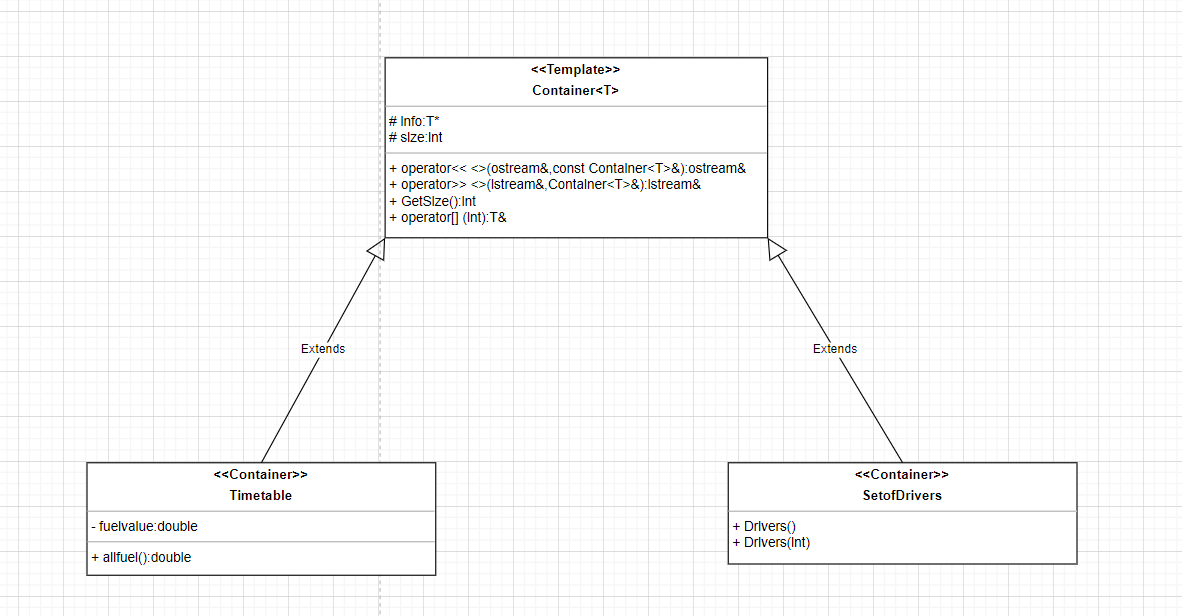 <<Template>>
Container<T>
# info:T*
# size:int
+ operator<< <>(ostream&,const Container<T>&):ostream&
+ operator>> <>(istream&,Container<T>&):istream&
+ GetSize():int
+ operator[] (int):T&
Extends
Extends
<<Container>>
Timetable
- fuelvalue:double
+ allfuel():double
<<Container>>
SetofDrivers
+ Drivers()
+ Drivers(int)